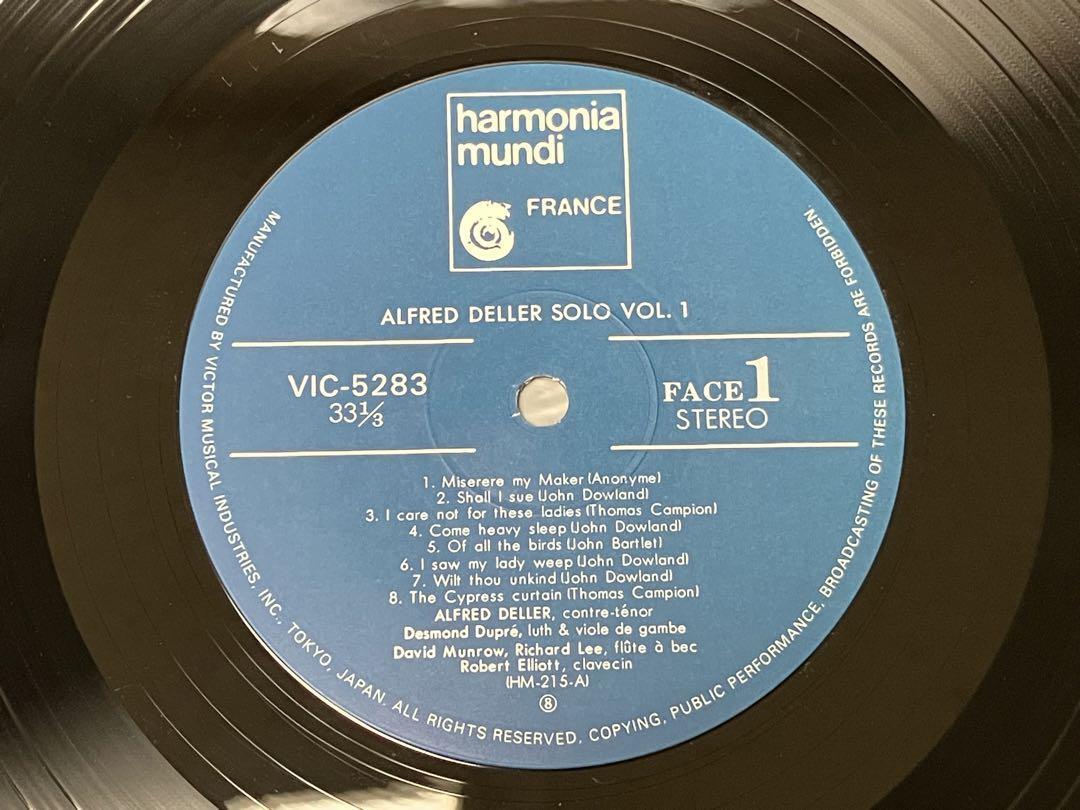 harmonia
mundi
FRANCE
ALFRED DELLER SOLO VOL. 1
VIC-5283
33⅓
FACE 1
STEREO
1. Miserere my Maker (Anonyme)
2. Shall I sue (John Dowland)
3. I care not for these ladies (Thomas Campion)
4. Come heavy sleep (John Dowland)
5. Of all the birds (John Bartlet)
6. I saw my lady weep (John Dowland)
7. Wilt thou unkind (John Dowland)
8. The Cypress curtain (Thomas Campion)
ALFRED DELLER, contre-ténor
Desmond Dupré, luth & viole de gambe
David Munrow, Richard Lee, flûte à bec
Robert Elliott, clavecin
(HM-215-A)
⑧
MANUFACTURED BY VICTOR MUSICAL INDUSTRIES, INC., TOKYO, JAPAN. ALL RIGHTS RESERVED, COPYING, PUBLIC PERFORMANCE, BROADCASTING OF THESE RECORDS ARE FORBIDDEN